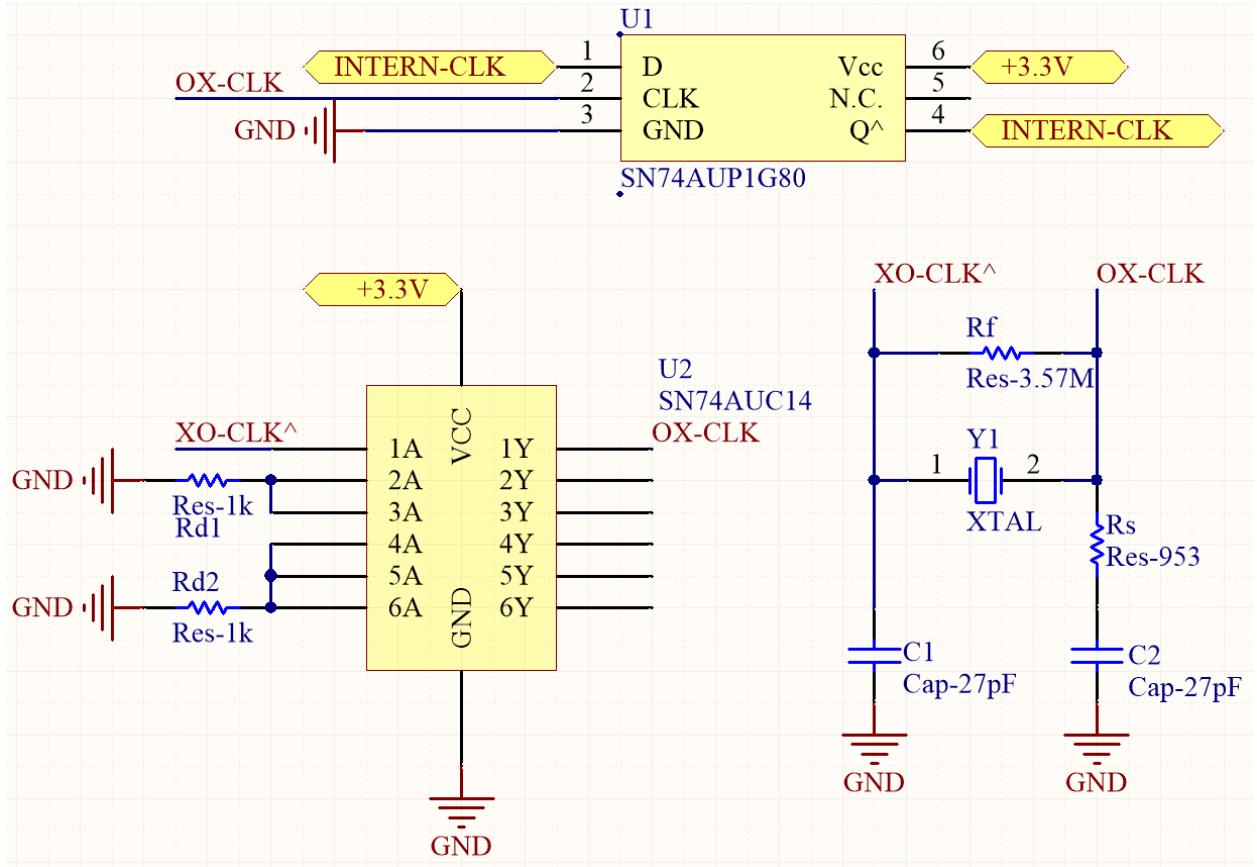 U1
INTERN-CLK 1 D Vcc 6 +3.3V
OX-CLK 2 CLK N.C. 5
GND 3 GND Q^ 4 INTERN-CLK
SN74AUP1G80
+3.3V
U2
SN74AUC14
VCC
GND
XO-CLK^ 1A 1Y OX-CLK
GND 2A 2Y
Res-1k
Rd1
3A 3Y
4A 4Y
Rd2
5A 5Y
GND 6A 6Y
Res-1k
GND
XO-CLK^ OX-CLK
Rf
Res-3.57M
Y1
1 2
XTAL
Rs
Res-953
C1
Cap-27pF
C2
Cap-27pF
GND GND